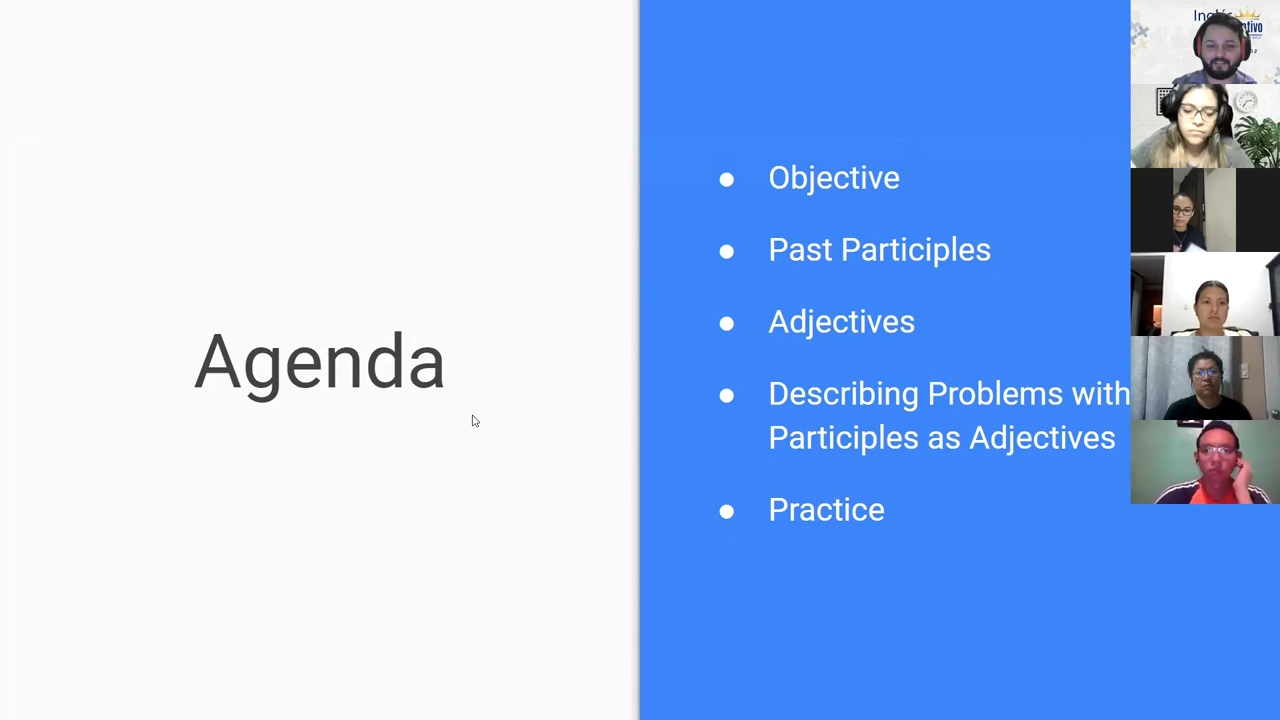 Agenda
Objective
Past Participles
Adjectives
Describing Problems with
Participles as Adjectives
Practice